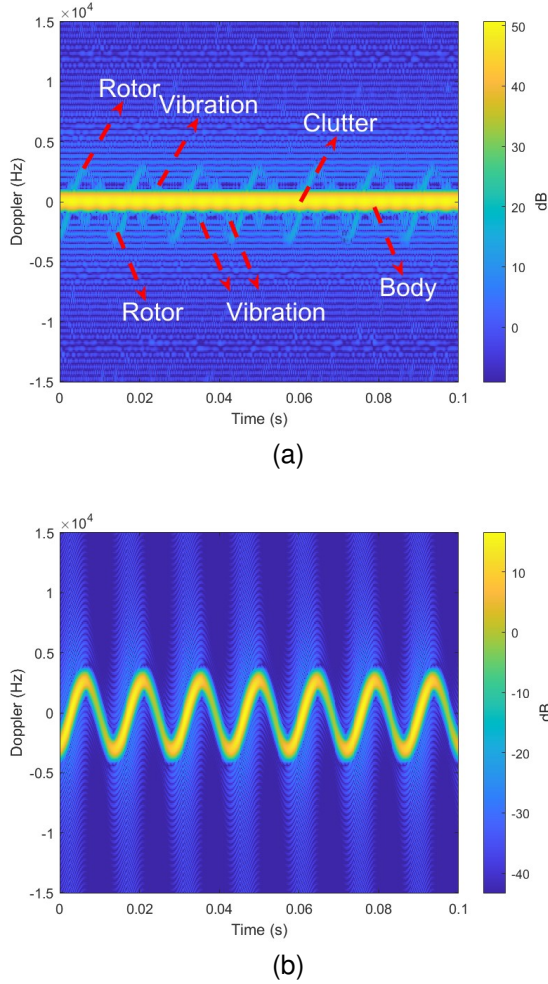 ×10⁴
1.5
1
0.5
0
-0.5
-1
-1.5
Doppler (Hz)
Rotor
Vibration
Clutter
Rotor
Vibration
Body
0
0.02
0.04
0.06
0.08
0.1
Time (s)
50
40
30
20
10
0
dB
(a)
×10⁴
1.5
1
0.5
0
-0.5
-1
-1.5
Doppler (Hz)
0
0.02
0.04
0.06
0.08
0.1
Time (s)
10
0
-10
-20
-30
-40
dB
(b)